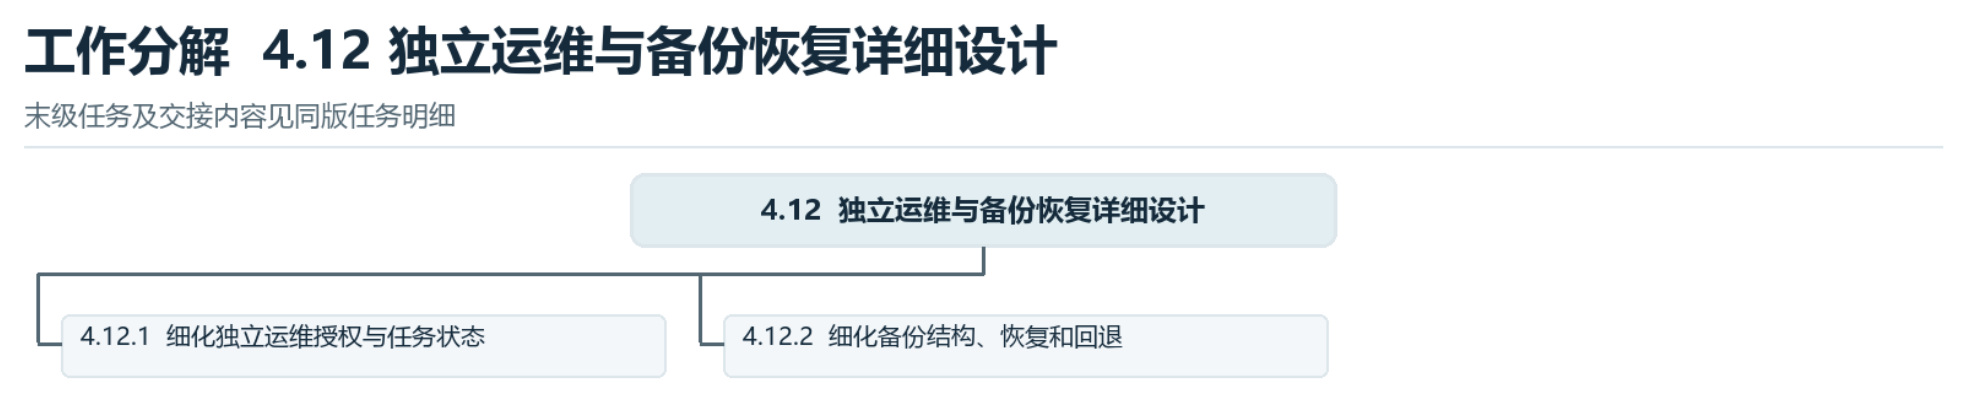 工作分解 4.12 独立运维与备份恢复详细设计
末级任务及交接内容见同版任务明细
4.12 独立运维与备份恢复详细设计
4.12.1 细化独立运维授权与任务状态
4.12.2 细化备份结构、恢复和回退